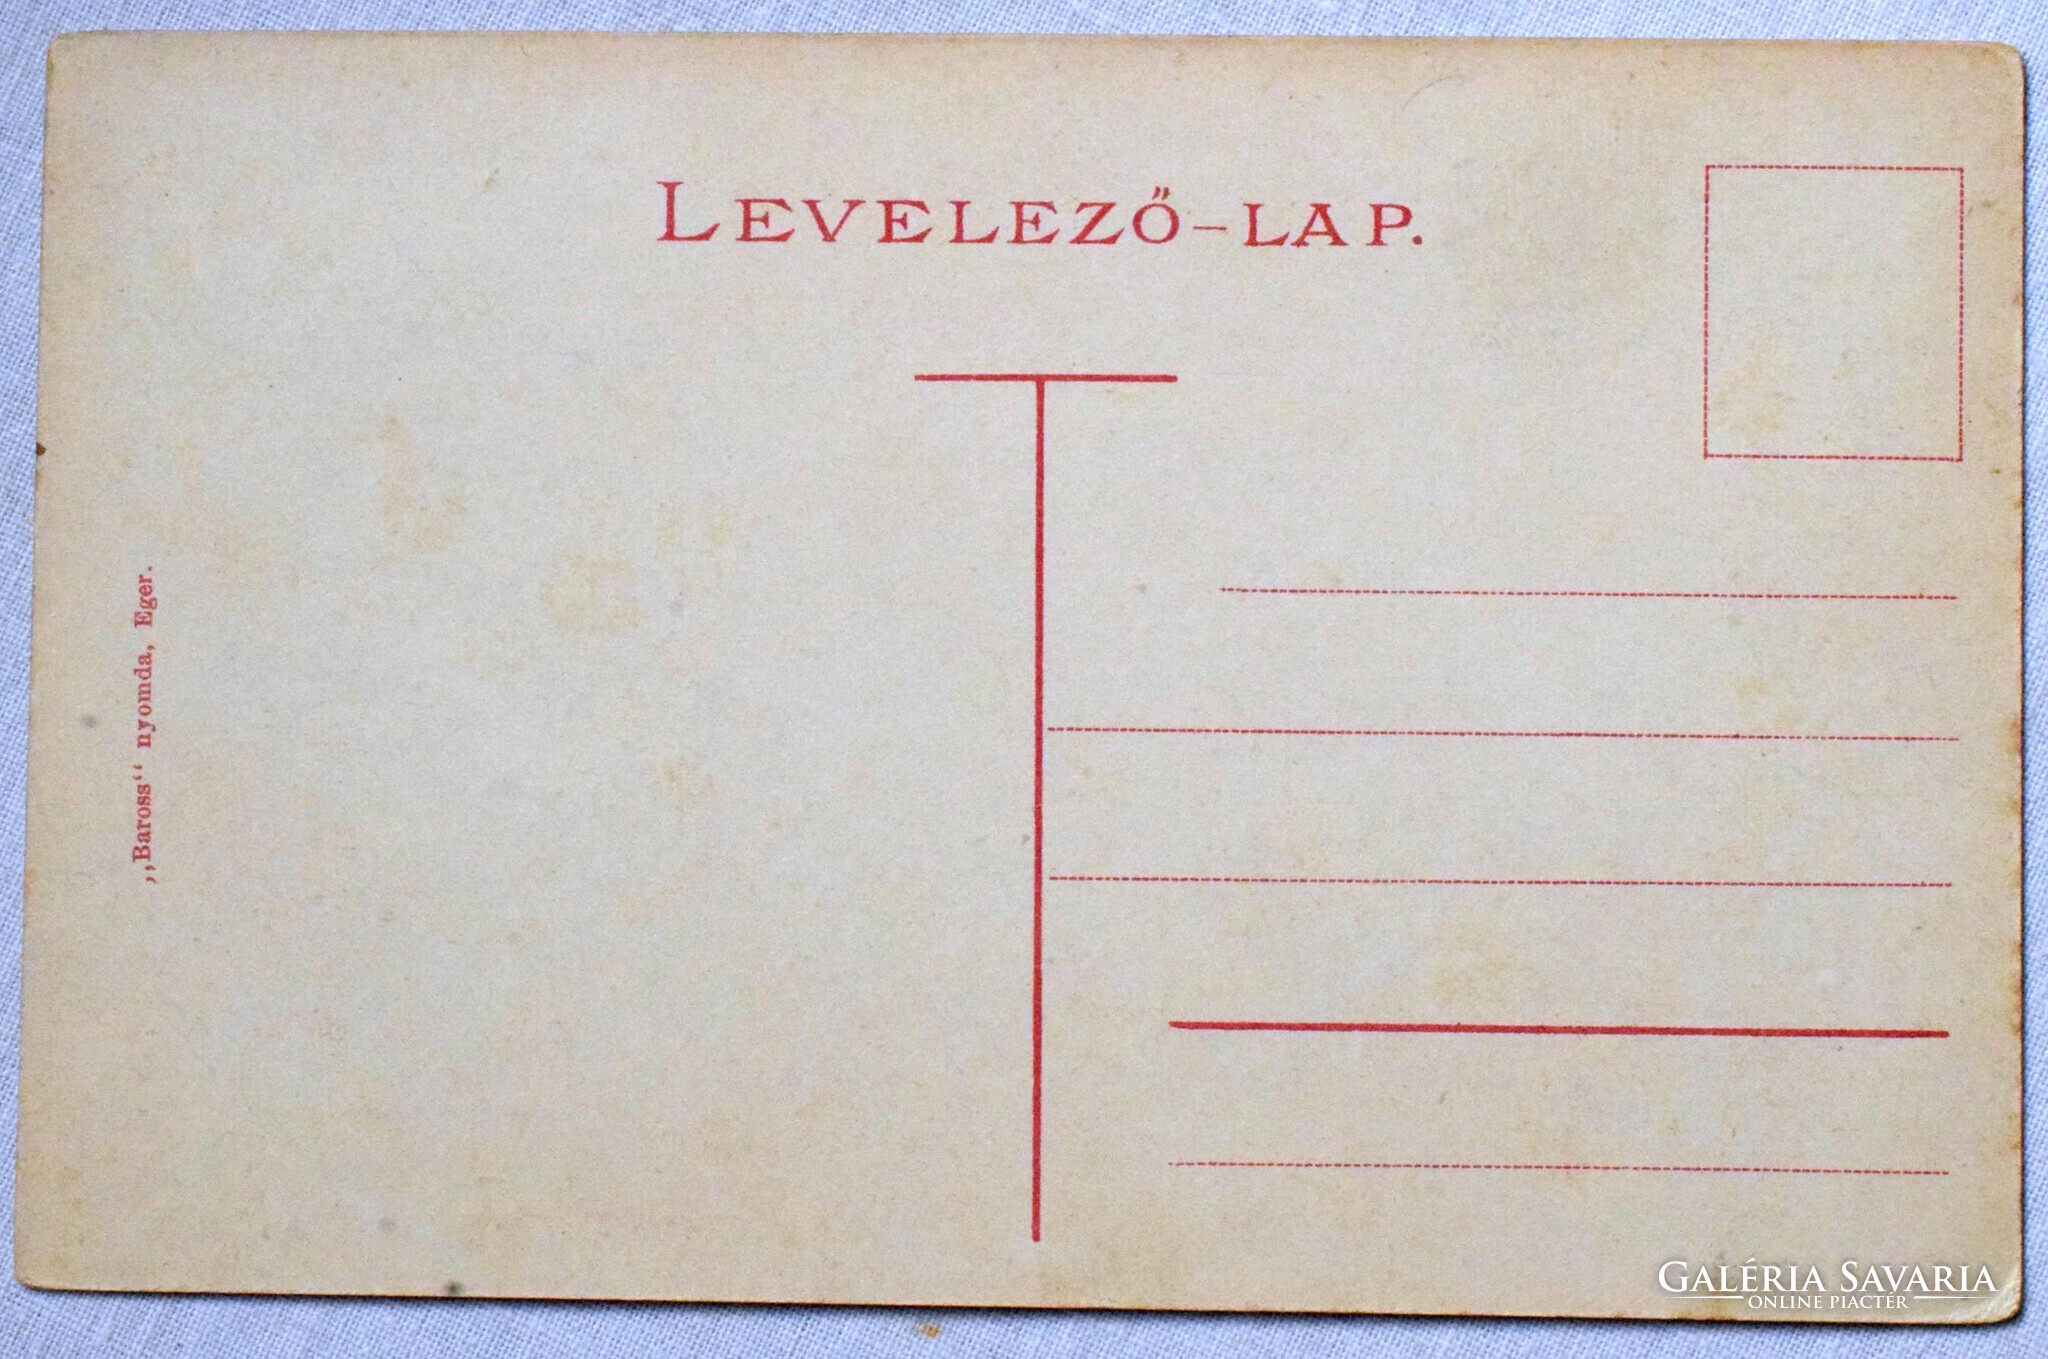 LEVELEZŐ-LAP.
„Baross“ nyomda, Eger.
GALÉRIA SAVARIA
ONLINE PIACTÉR